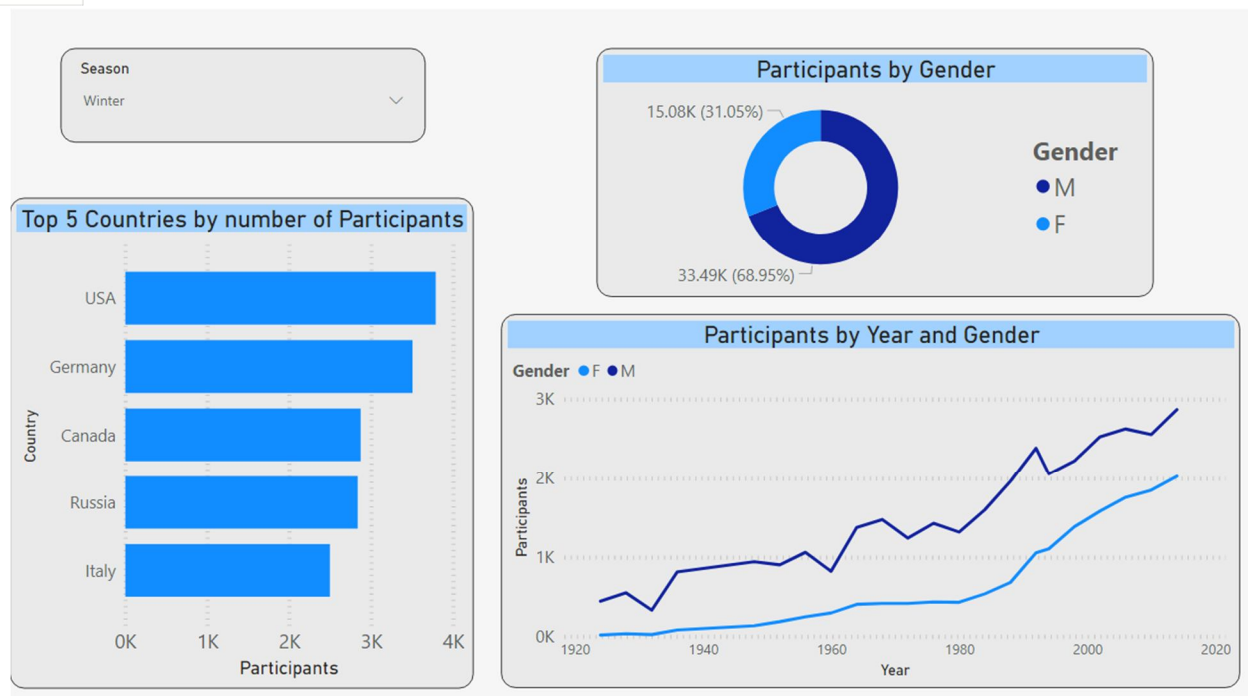 Season
Winter
Participants by Gender
15.08K (31.05%)
33.49K (68.95%)
Gender
M
F
Top 5 Countries by number of Participants
Country
USA
Germany
Canada
Russia
Italy
0K 1K 2K 3K 4K
Participants
Participants by Year and Gender
Gender F M
Participants
3K
2K
1K
0K
1920 1940 1960 1980 2000 2020
Year